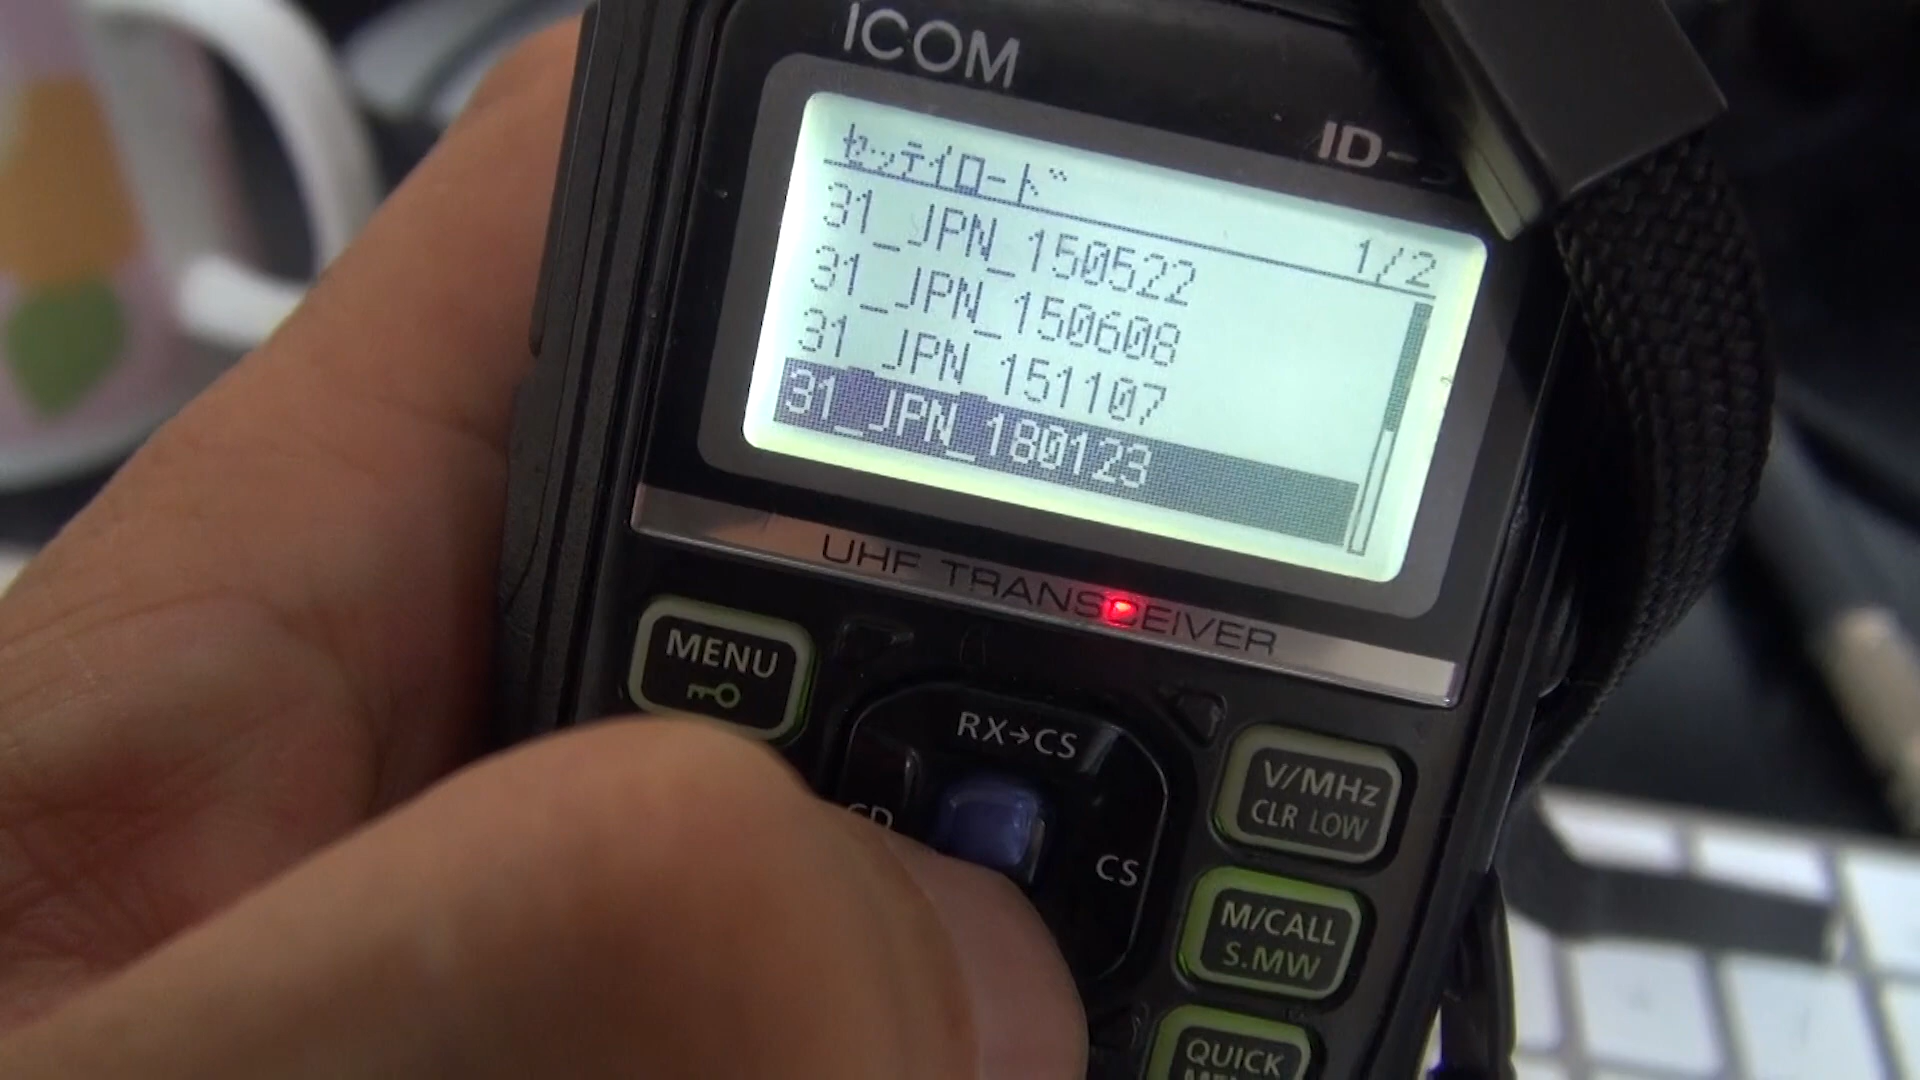 ICOM
ID-
セッテイロード
1/2
31_JPN_150522
31_JPN_150608
31_JPN_151107
31_JPN_180123
UHF TRANSCEIVER
MENU
RX→CS
CD
CS
V/MHz
CLR LOW
M/CALL
S.MW
QUICK